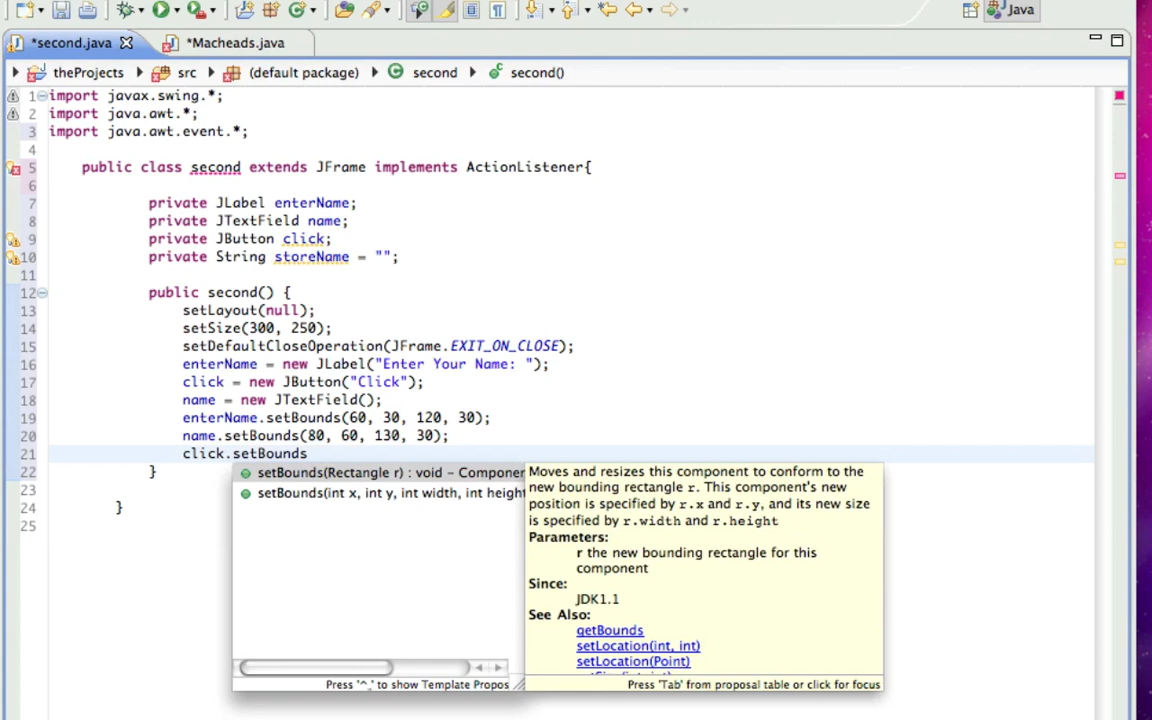 Java
*second.java
*Macheads.java
theProjects src (default package) second second()
1 import javax.swing.*;
2 import java.awt.*;
3 import java.awt.event.*;
4
5 public class second extends JFrame implements ActionListener{
6
7 private JLabel enterName;
8 private JTextField name;
9 private JButton click;
10 private String storeName = "";
11
12 public second() {
13 setLayout(null);
14 setSize(300, 250);
15 setDefaultCloseOperation(JFrame.EXIT_ON_CLOSE);
16 enterName = new JLabel("Enter Your Name: ");
17 click = new JButton("Click");
18 name = new JTextField();
19 enterName.setBounds(60, 30, 120, 30);
20 name.setBounds(80, 60, 130, 30);
21 click.setBounds
22 }
23
24 }
25
setBounds(Rectangle r) : void - Componen
setBounds(int x, int y, int width, int heigh
Press '^_' to show Template Propos
Moves and resizes this component to conform to the
new bounding rectangle r. This component's new
position is specified by r.x and r.y, and its new size
is specified by r.width and r.height
Parameters:
r the new bounding rectangle for this
component
Since:
JDK1.1
See Also:
getBounds
setLocation(int, int)
setLocation(Point)
Press 'Tab' from proposal table or click for focus